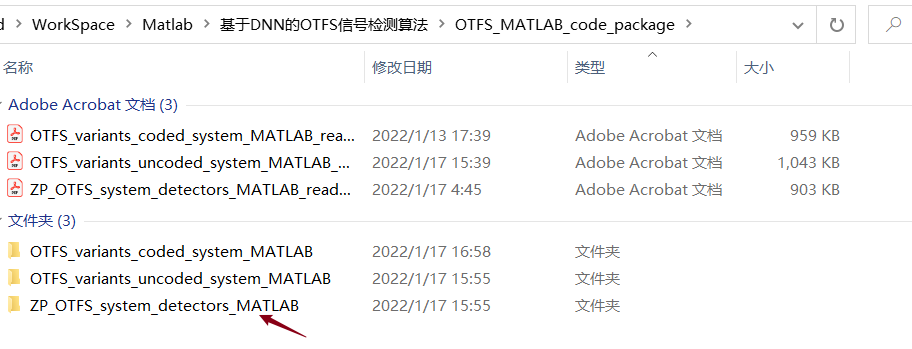 d › WorkSpace › Matlab › 基于DNN的OTFS信号检测算法 › OTFS_MATLAB_code_package ›
名称 修改日期 类型 大小
Adobe Acrobat 文档 (3)
OTFS_variants_coded_system_MATLAB_rea... 2022/1/13 17:39 Adobe Acrobat 文档 959 KB
OTFS_variants_uncoded_system_MATLAB_... 2022/1/17 15:39 Adobe Acrobat 文档 1,043 KB
ZP_OTFS_system_detectors_MATLAB_read... 2022/1/17 4:45 Adobe Acrobat 文档 903 KB
文件夹 (3)
OTFS_variants_coded_system_MATLAB 2022/1/17 16:58 文件夹
OTFS_variants_uncoded_system_MATLAB 2022/1/17 15:55 文件夹
ZP_OTFS_system_detectors_MATLAB 2022/1/17 15:55 文件夹